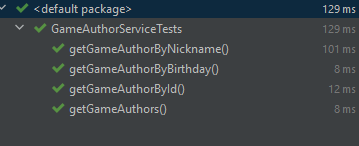 <default package> 129 ms
GameAuthorServiceTests 129 ms
getGameAuthorByNickname() 101 ms
getGameAuthorByBirthday() 8 ms
getGameAuthorById() 12 ms
getGameAuthors() 8 ms